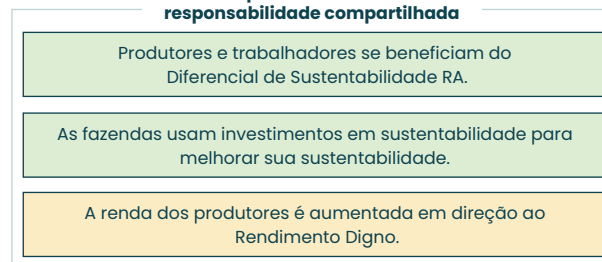 responsabilidade compartilhada
Produtores e trabalhadores se beneficiam do
Diferencial de Sustentabilidade RA.
As fazendas usam investimentos em sustentabilidade para
melhorar sua sustentabilidade.
A renda dos produtores é aumentada em direção ao
Rendimento Digno.